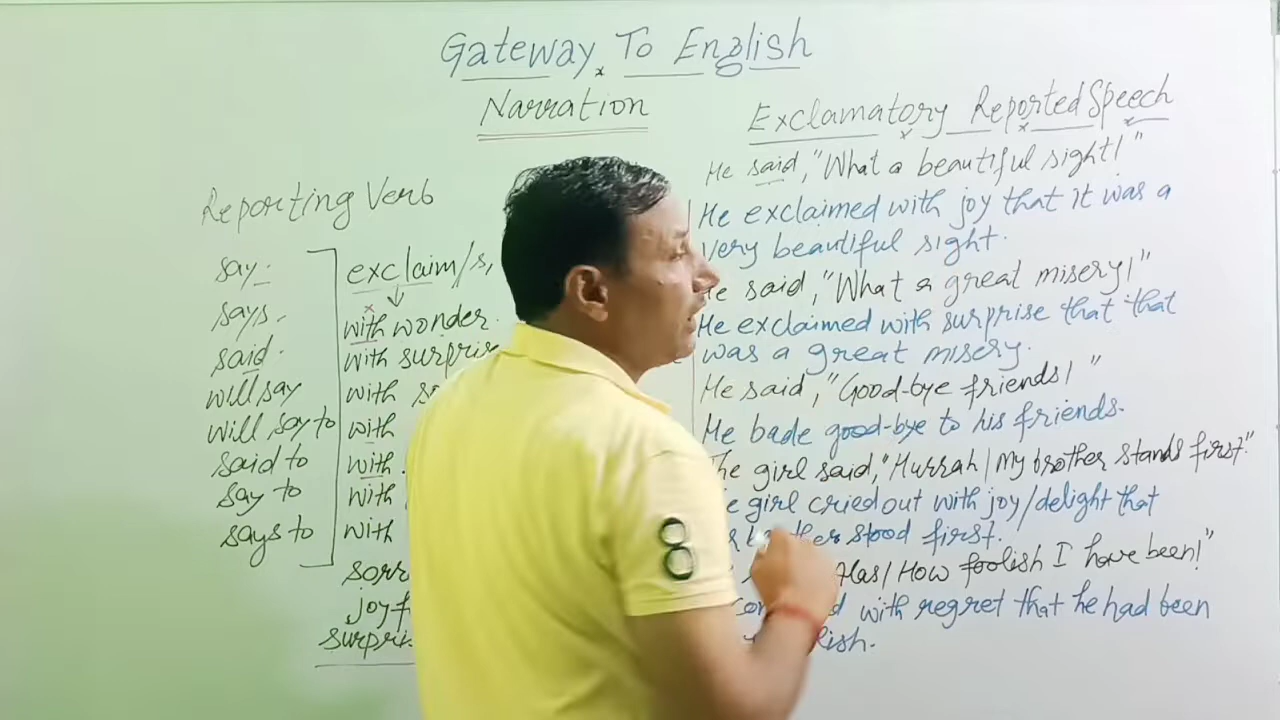 Gateway To English
Narration
Exclamatory Reported Speech
Reporting Verb
say
says
said
will say
will say to
said to
say to
says to
exclaim/s,
with wonder.
with surprise
with
with
with
with
with
He said, "What a beautiful sight!"
He exclaimed with joy that it was a
very beautiful sight.
said, "What a great misery!"
He exclaimed with surprise that that
was a great misery.
He said, "Good-bye friends!"
He bade good-bye to his friends.
girl said, "Hurrah! My brother stands first."
girl cried out with joy/delight that
stood first.
How foolish I have been!"
with regret that he had been
8